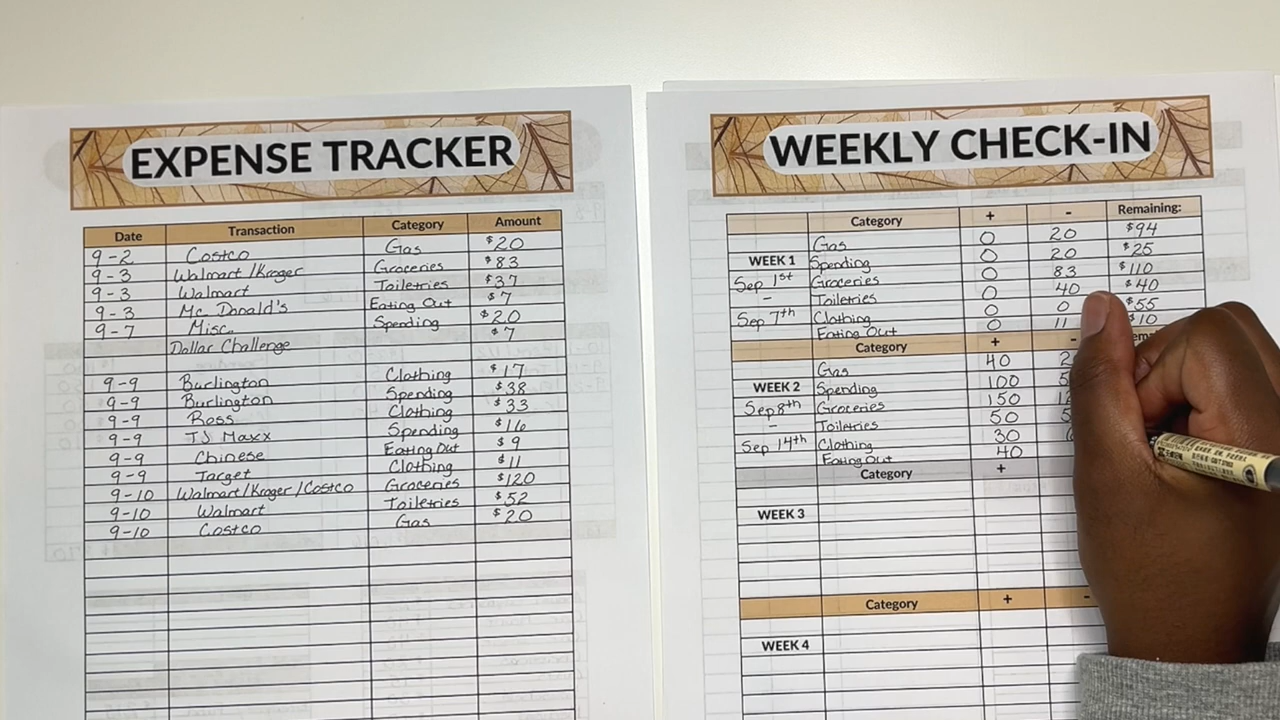 EXPENSE TRACKER
Date Transaction Category Amount
9-2 Costco Gas $20
9-3 Walmart/Kroger Groceries $83
9-3 Walmart Toiletries $37
9-3 Mc Donald's Eating Out $7
9-7 Misc. Spending $20
Dollar Challenge $7
9-9 Burlington Clothing $17
9-9 Burlington Spending $38
9-9 Ross Clothing $33
9-9 TJ Maxx Spending $16
9-9 Chinese Eating Out $9
9-9 Target Clothing $11
9-10 Walmart/Kroger/Costco Groceries $120
9-10 Walmart Toiletries $52
9-10 Costco Gas $20
WEEKLY CHECK-IN
Category + - Remaining:
WEEK 1
Sep 1st
-
Sep 7th
Gas 0 20 $94
Spending 0 20 $25
Groceries 0 83 $110
Toiletries 0 40 $40
Clothing 0 0 $55
Eating Out 0 11 $10
Category + -
WEEK 2
Sep 8th
-
Sep 14th
Gas 40
Spending 100
Groceries 150
Toiletries 50
Clothing 30
Eating Out 40
Category +
WEEK 3
Category + -
WEEK 4